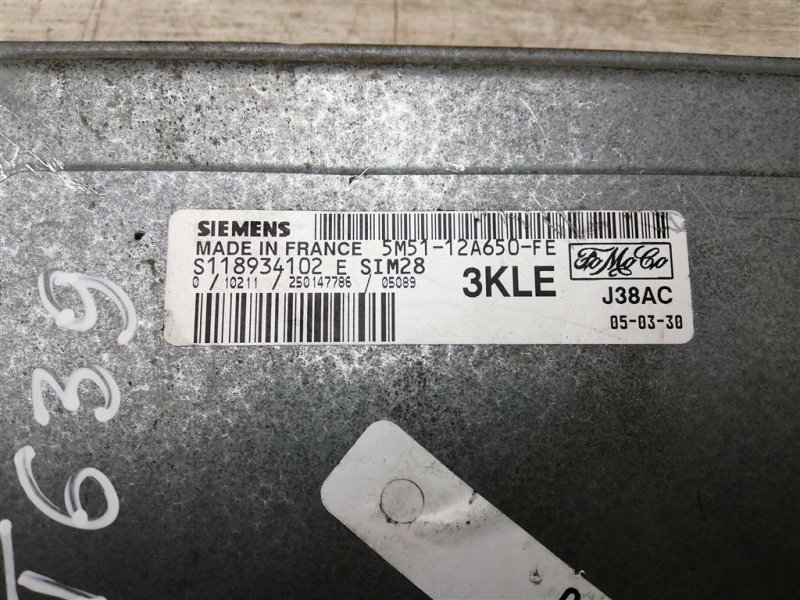 SIEMENS
MADE IN FRANCE 5M51-12A650-FE
S118934102 E SIM28
0 / 10211 / 250147786 / 05089
3KLE
FoMoCo
J38AC
05-03-30
T639